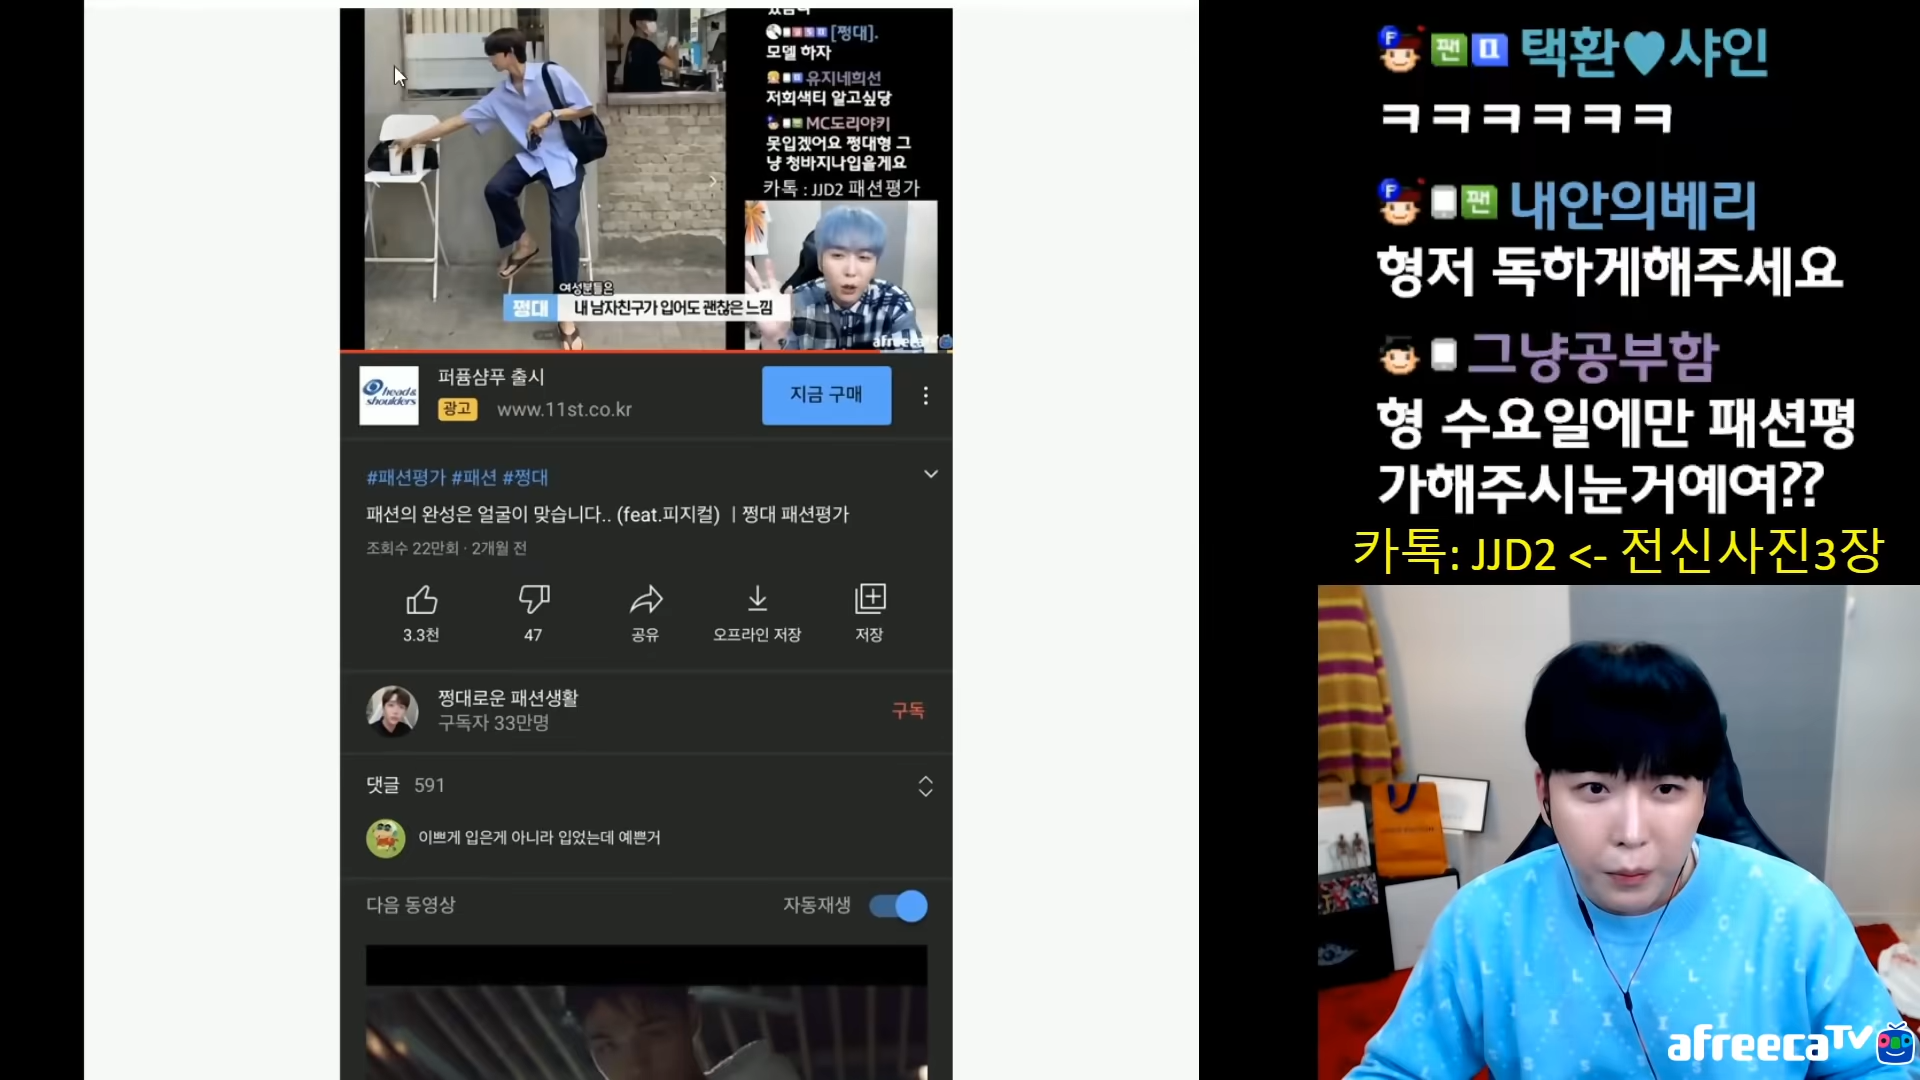 [쩡대].
모델 하자
유지네희선
저희색티 알고싶당
MC도리야키
못입겠어요 쩡대형 그
냥 청바지나입을게요
카톡 : JJD2 패션평가
여성분들은
쩡대 내 남자친구가 입어도 괜찮은 느낌
afreecaTV
head&
shoulders
퍼퓸샴푸 출시
광고 www.11st.co.kr
지금 구매
#패션평가 #패션 #쩡대
패션의 완성은 얼굴이 맞습니다.. (feat.피지컬) ㅣ쩡대 패션평가
조회수 22만회 · 2개월 전
3.3천 47 공유 오프라인 저장 저장
쩡대로운 패션생활
구독자 33만명
구독
댓글 591
이쁘게 입은게 아니라 입었는데 예쁜거
다음 동영상 자동재생
F 팬 택환♥샤인
ㅋㅋㅋㅋㅋㅋ
F 팬 내안의베리
형저 독하게해주세요
그냥공부함
형 수요일에만 패션평
가해주시눈거예여??
카톡: JJD2 <- 전신사진3장
afreecaTV